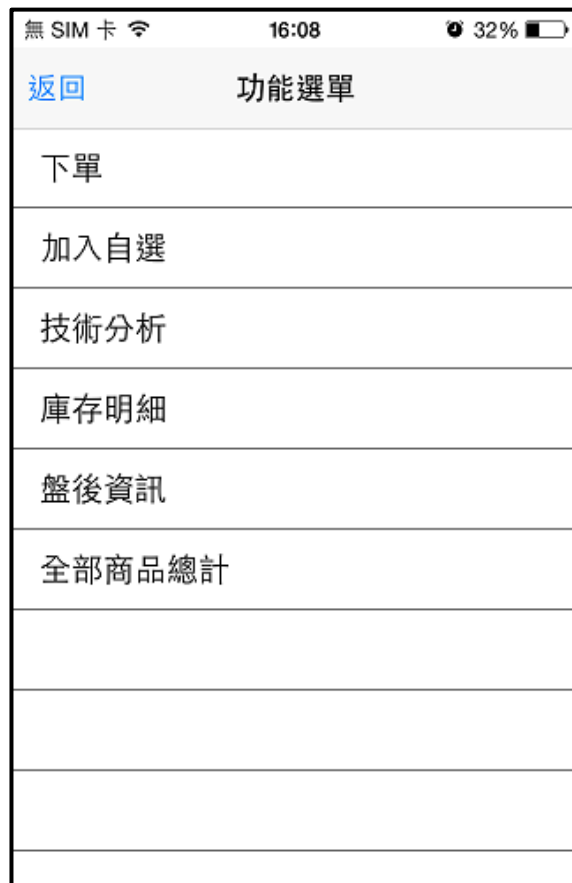 無 SIM 卡 16:08 32%
返回 功能選單
下單
加入自選
技術分析
庫存明細
盤後資訊
全部商品總計